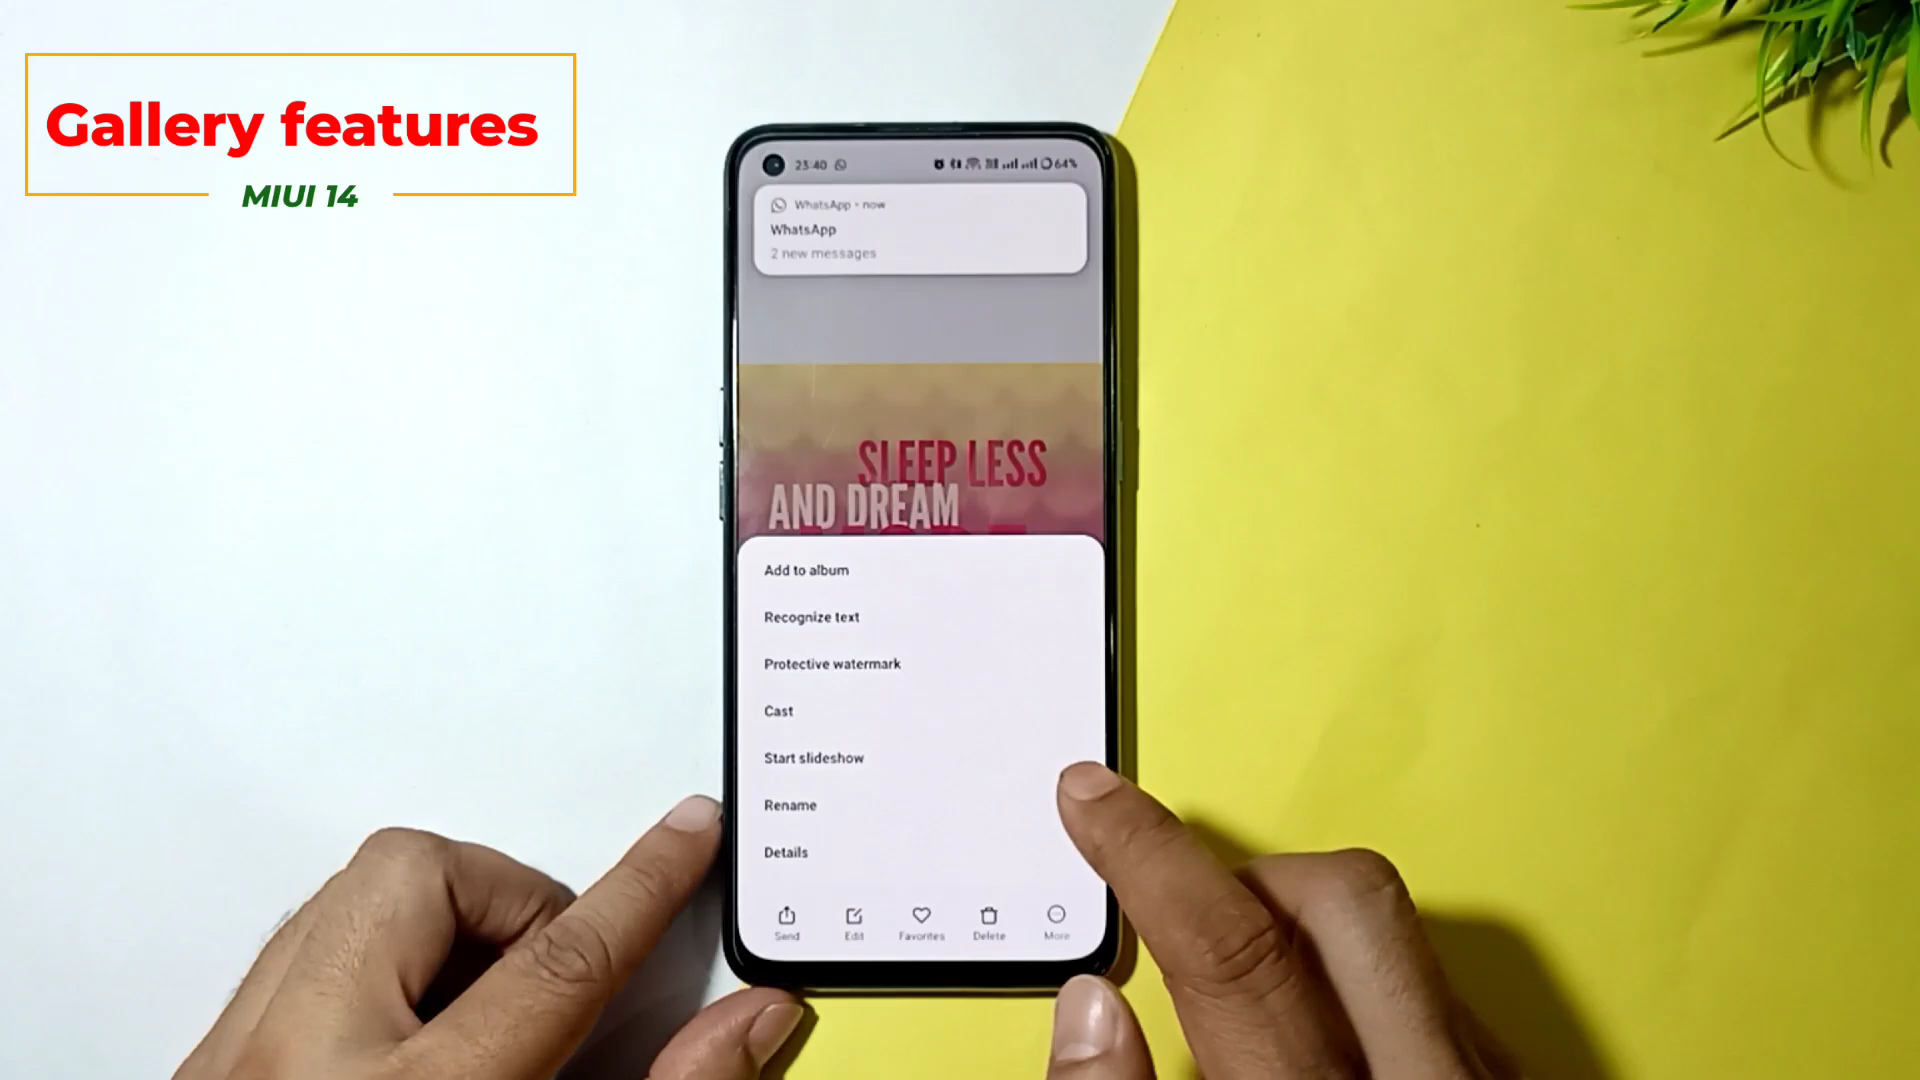 Gallery features
MIUI 14
23:40
64%
WhatsApp • now
WhatsApp
2 new messages
SLEEP LESS
AND DREAM
Add to album
Recognize text
Protective watermark
Cast
Start slideshow
Rename
Details
Send
Edit
Favorites
Delete
More